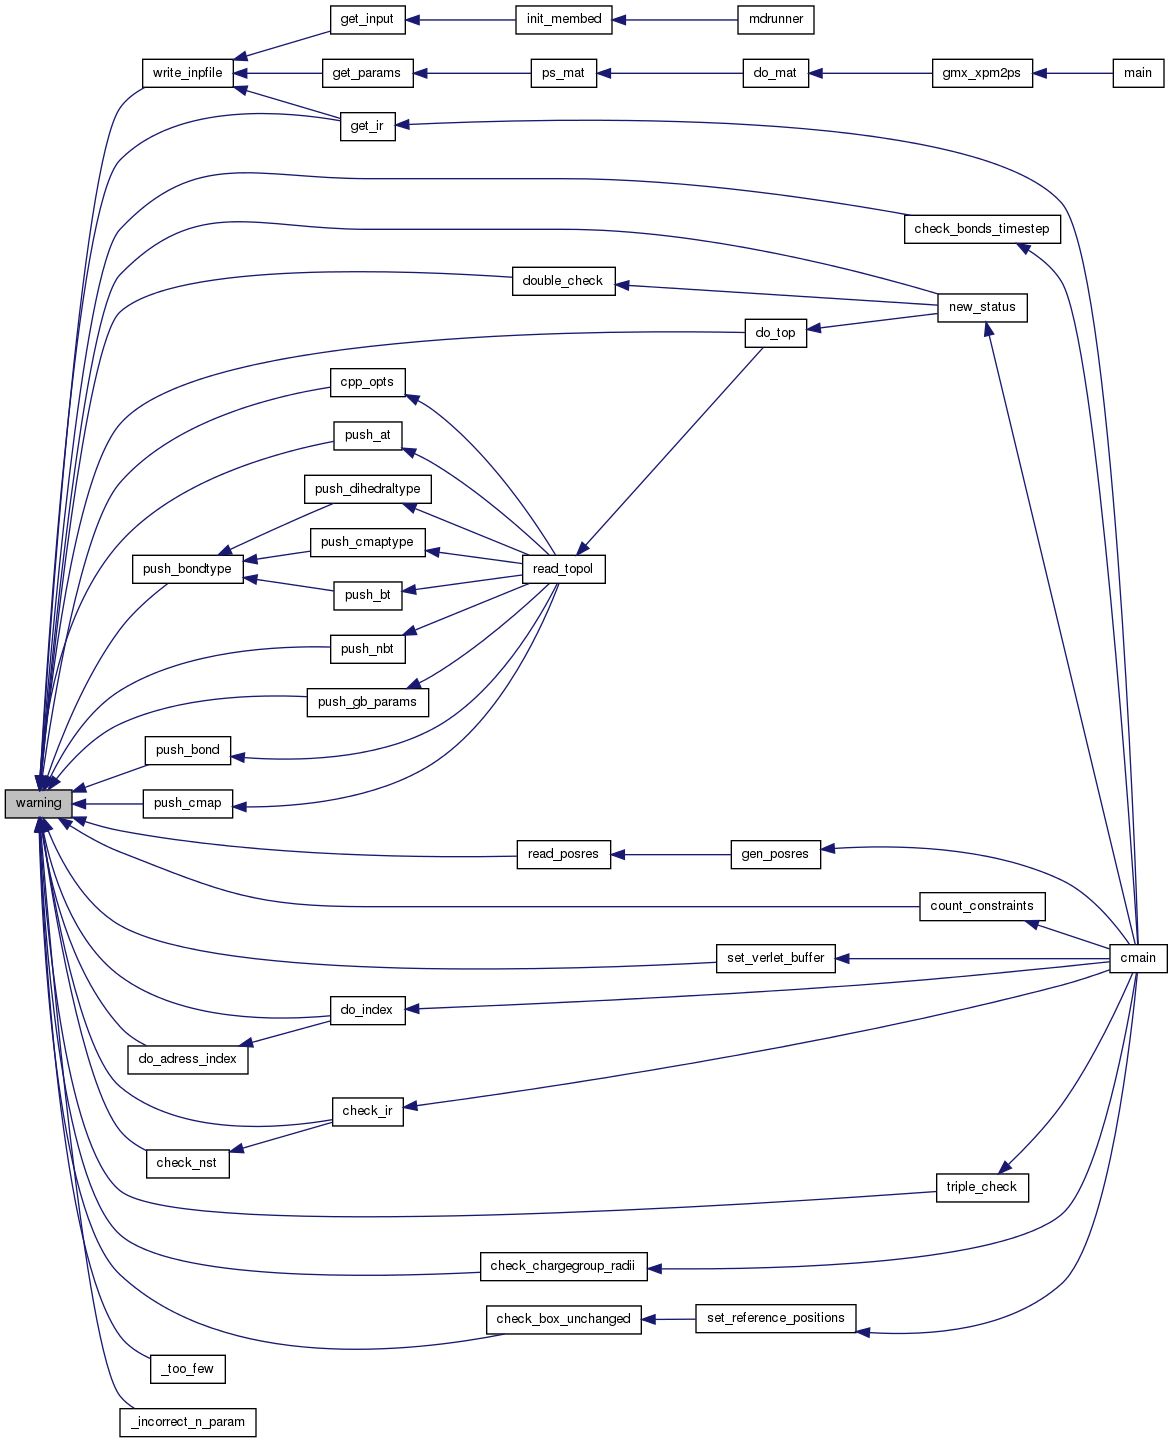 get_input
init_membed
mdrunner
write_inpfile
get_params
ps_mat
do_mat
gmx_xpm2ps
main
get_ir
check_bonds_timestep
double_check
new_status
do_top
cpp_opts
push_at
push_dihedraltype
push_cmaptype
push_bondtype
read_topol
push_bt
push_nbt
push_gb_params
push_bond
warning
push_cmap
read_posres
gen_posres
count_constraints
set_verlet_buffer
cmain
do_index
do_adress_index
check_ir
check_nst
triple_check
check_chargegroup_radii
check_box_unchanged
set_reference_positions
_too_few
_incorrect_n_param